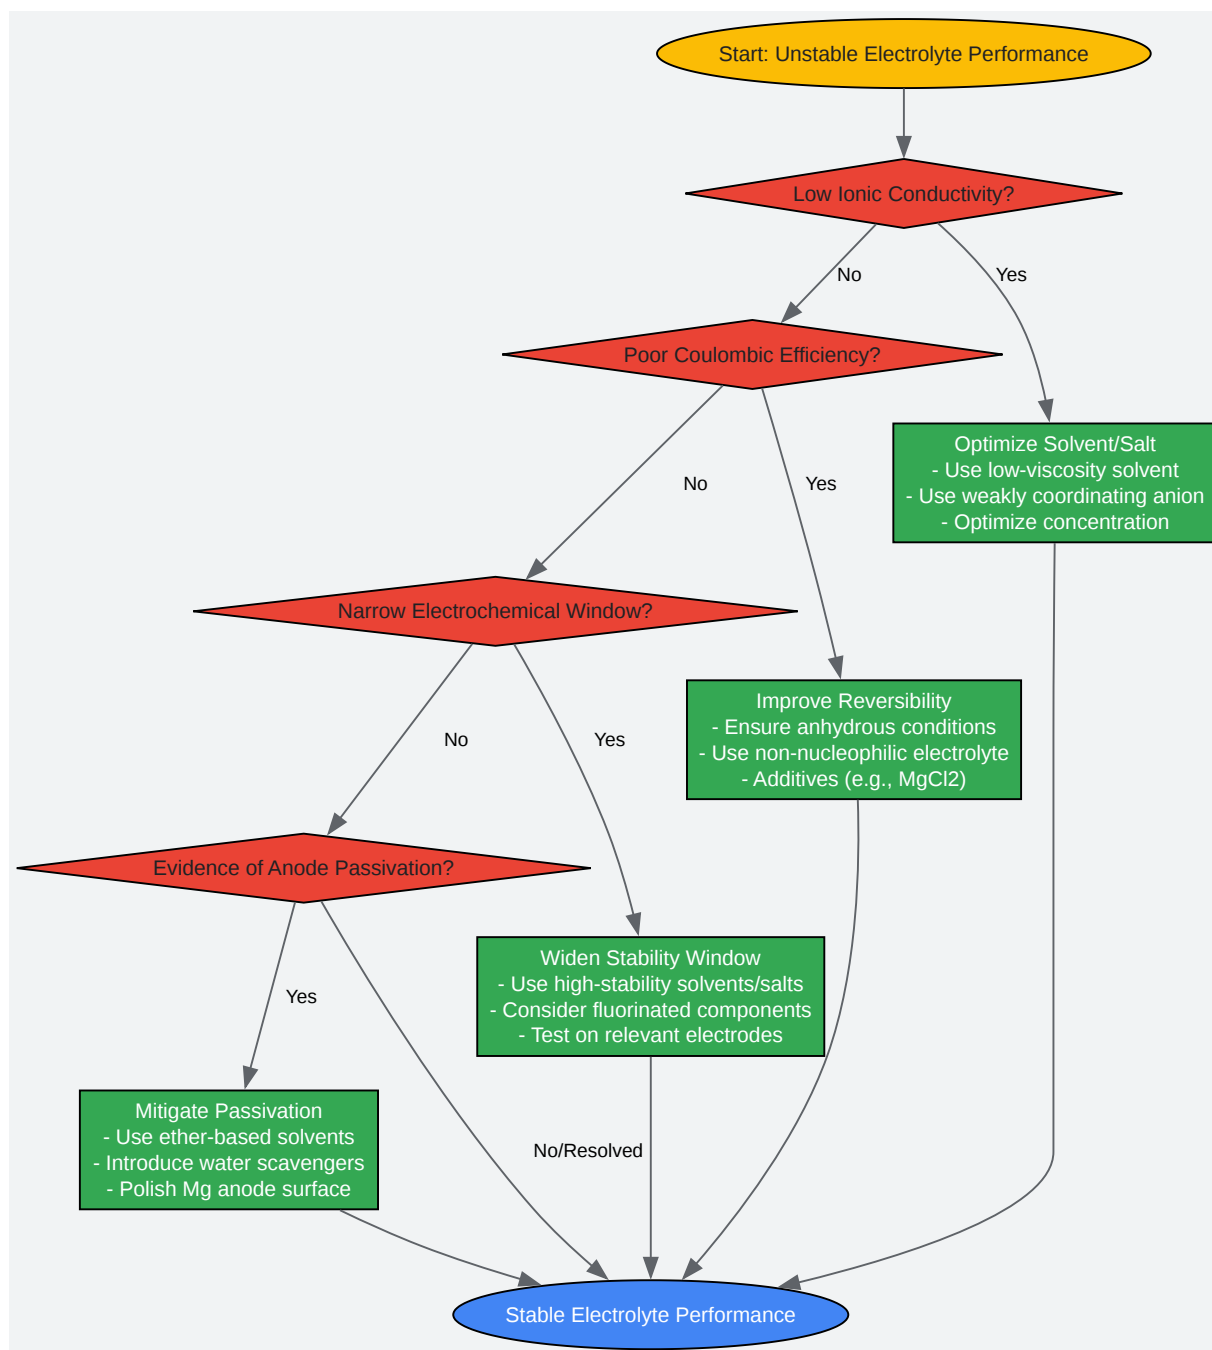 Start: Unstable Electrolyte Performance
Low Ionic Conductivity?
No
Yes
Poor Coulombic Efficiency?
Optimize Solvent/Salt
- Use low-viscosity solvent
- Use weakly coordinating anion
- Optimize concentration
No
Yes
Narrow Electrochemical Window?
Improve Reversibility
- Ensure anhydrous conditions
- Use non-nucleophilic electrolyte
- Additives (e.g., MgCl2)
No
Yes
Evidence of Anode Passivation?
Widen Stability Window
- Use high-stability solvents/salts
- Consider fluorinated components
- Test on relevant electrodes
Yes
Mitigate Passivation
- Use ether-based solvents
- Introduce water scavengers
- Polish Mg anode surface
No/Resolved
Stable Electrolyte Performance